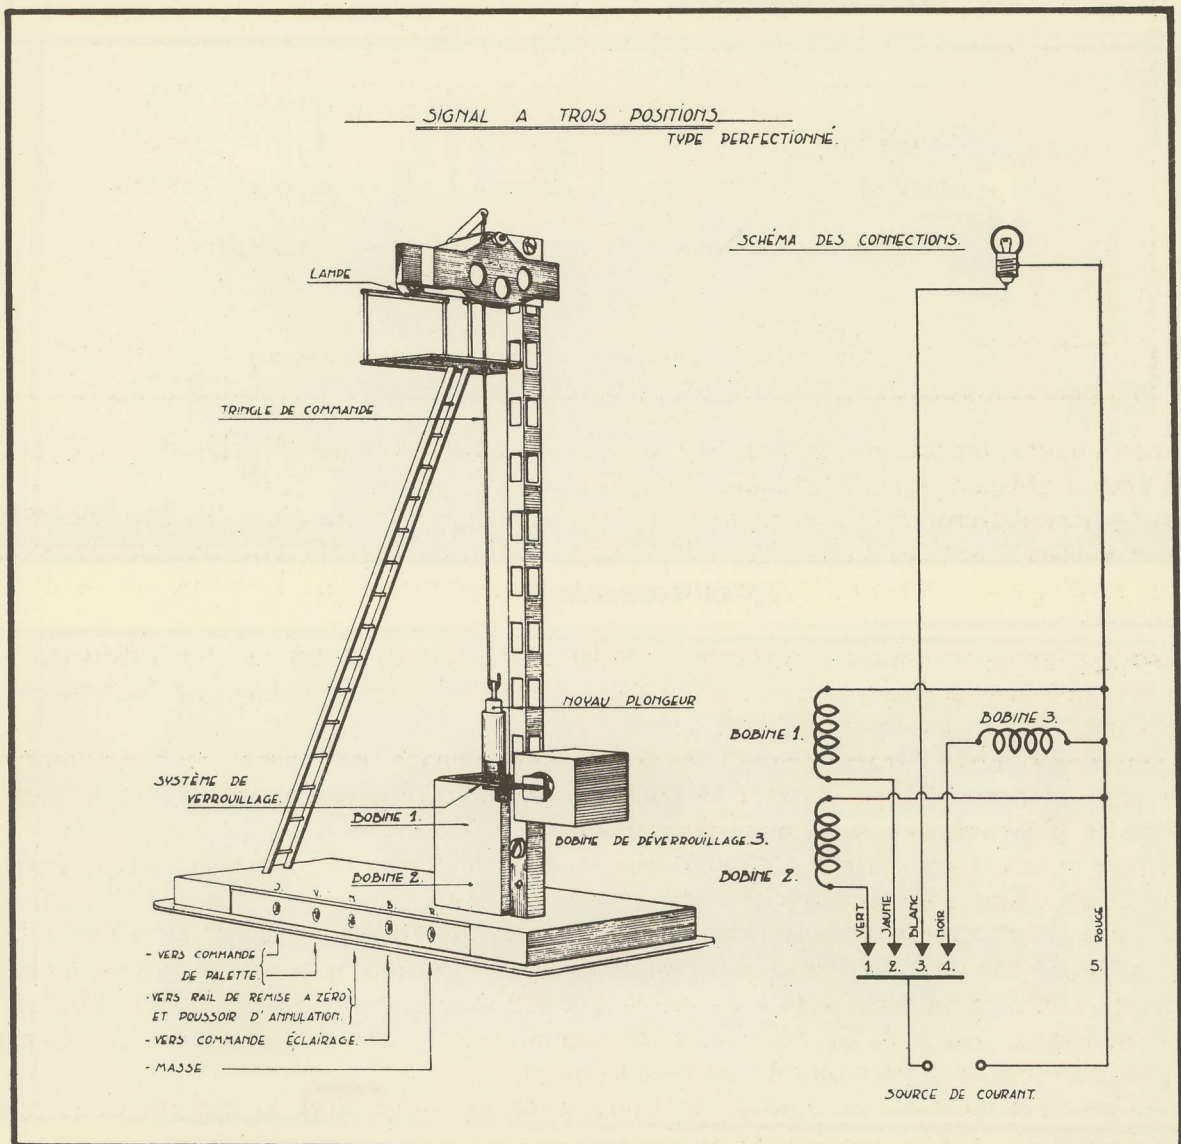 SIGNAL A TROIS POSITIONS
TYPE PERFECTIONNÉ.
SCHÉMA DES CONNECTIONS.
LAMPE
TRINGLE DE COMMANDE
NOYAU PLONGEUR
SYSTÈME DE
VERROUILLAGE.
BOBINE 1.
BOBINE DE DÉVERROUILLAGE.3.
BOBINE 2.
J. V. N. B. R.
- VERS COMMANDE
DE PALETTE
- VERS RAIL DE REMISE A ZÉRO
ET POUSSOIR D'ANNULATION.
- VERS COMMANDE ÉCLAIRAGE.
- MASSE
BOBINE 1.
BOBINE 3.
BOBINE 2.
VERT
JAUNE
BLANC
NOIR
ROUGE
1. 2. 3. 4. 5.
SOURCE DE COURANT.